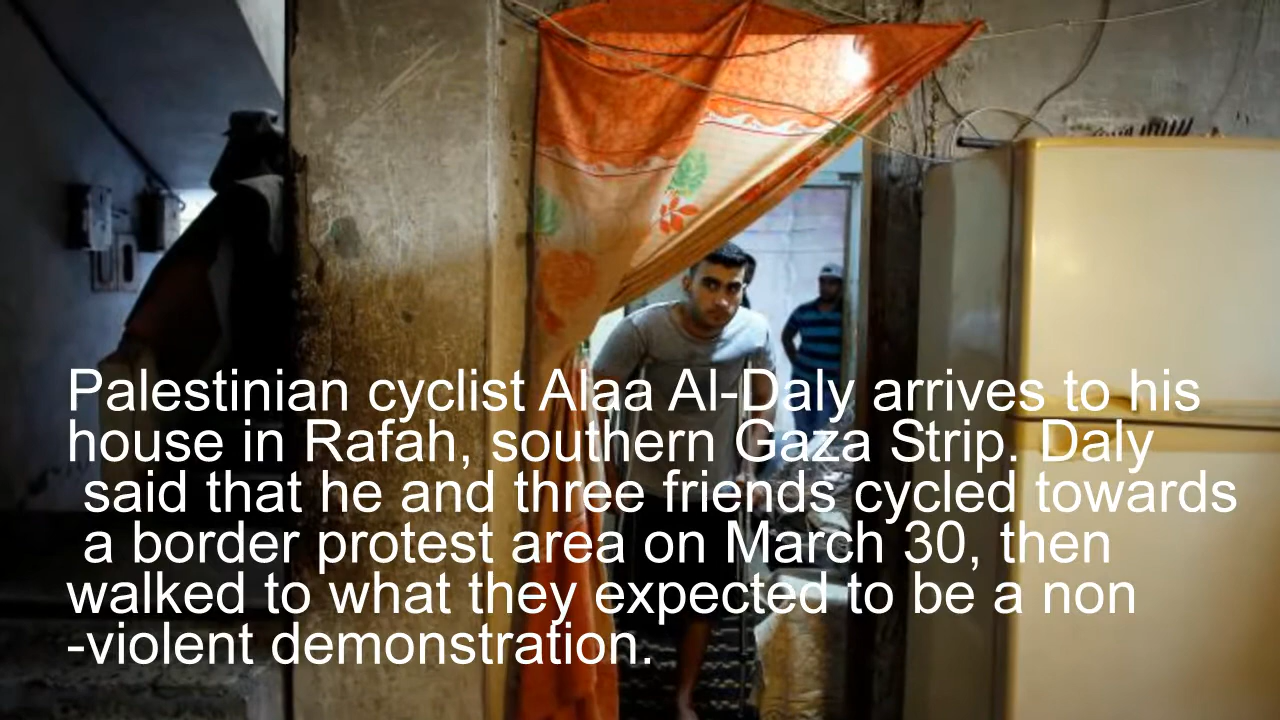 Palestinian cyclist Alaa Al-Daly arrives to his
house in Rafah, southern Gaza Strip. Daly
said that he and three friends cycled towards
a border protest area on March 30, then
walked to what they expected to be a non
-violent demonstration.